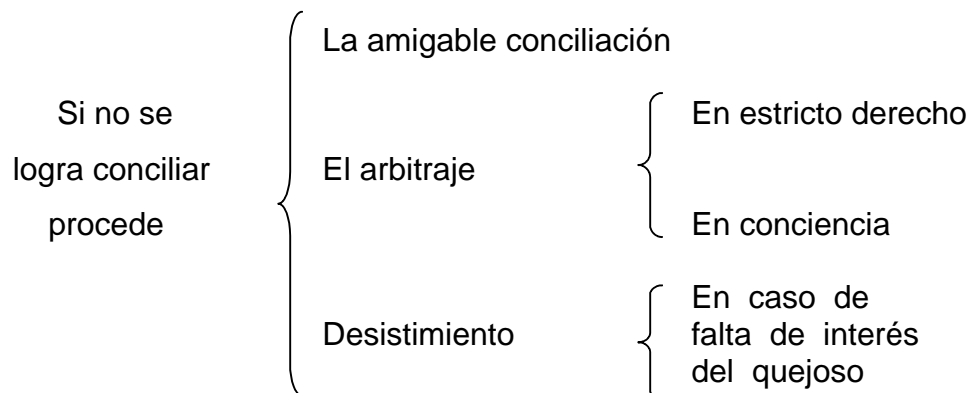 La amigable conciliación
Si no se
logra conciliar
procede
El arbitraje
En estricto derecho
En conciencia
Desistimiento
En caso de
falta de interés
del quejoso